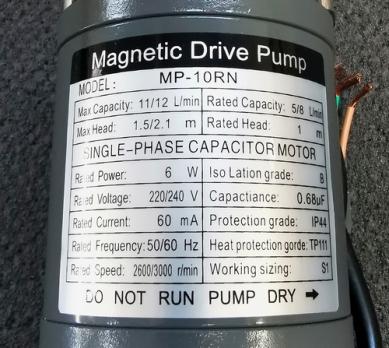 Magnetic Drive Pump
MODEL: MP-10RN
Max Capacity: 11/12 L/min Rated Capacity: 5/8 L/min
Max Head: 1.5/2.1 m Rated Head: 1 m
SINGLE-PHASE CAPACITOR MOTOR
Rated Power: 6 W Iso Lation grade: B
Rated Voltage: 220/240 V Capactiance: 0.68uF
Rated Current: 60 mA Protection grade: IP44
Rated Frequency: 50/60 Hz Heat protection gorde: TP111
Rated Speed: 2600/3000 r/min Working sizing: S1
DO NOT RUN PUMP DRY →